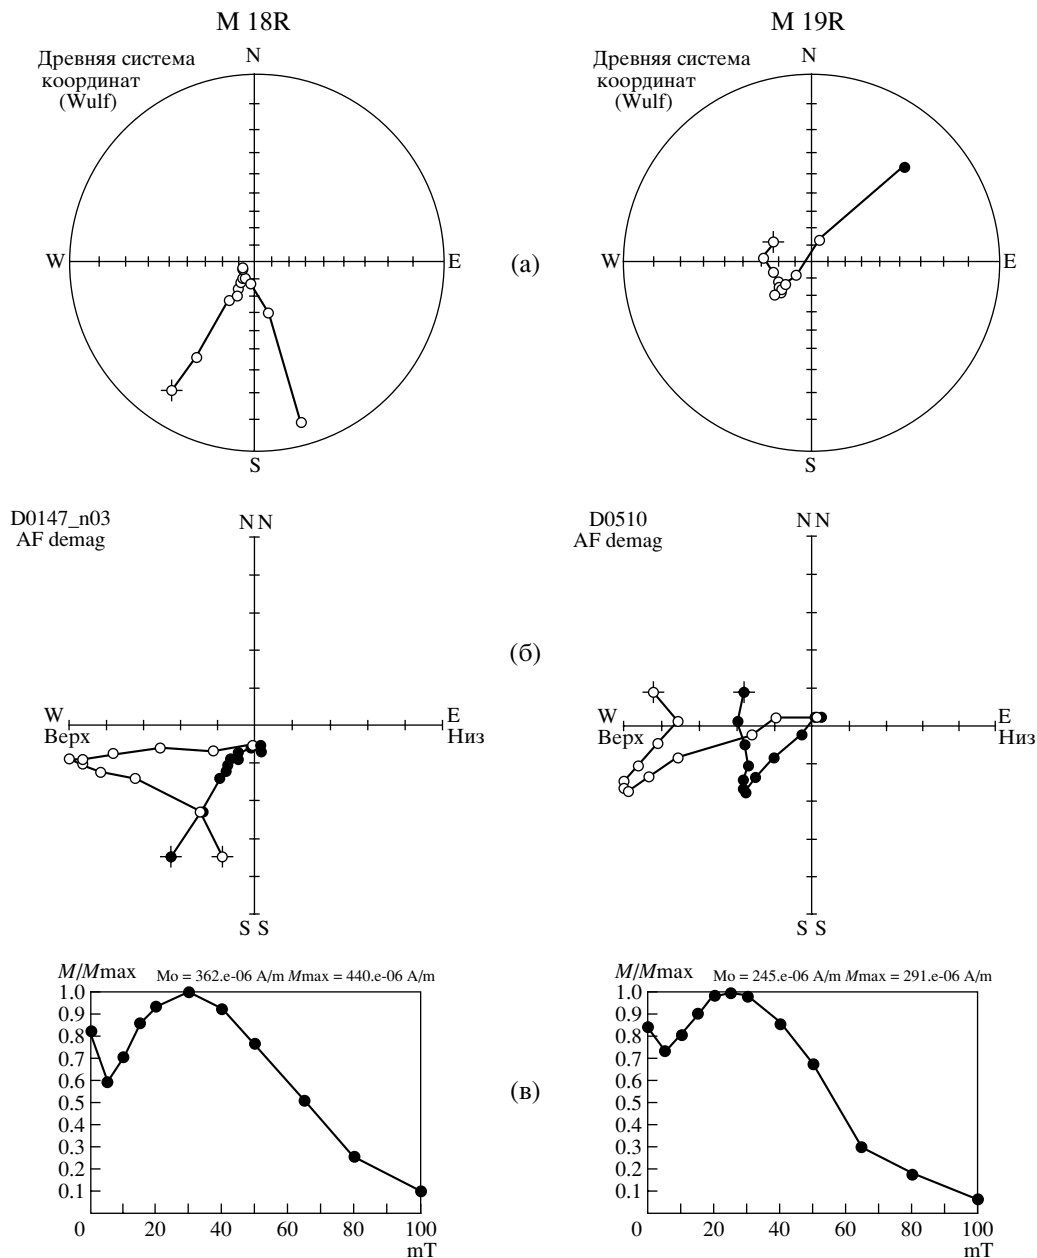 M 18R
M 19R
Древняя система
координат
(Wulf)
N
W
E
S
Древняя система
координат
(Wulf)
N
W
E
S
(а)
D0147_n03
AF demag
N N
W
Верх
E
Низ
S S
D0510
AF demag
N N
W
Верх
E
Низ
S S
(б)
M/Mmax
Mo = 362.e-06 A/m Mmax = 440.e-06 A/m
1.0
0.9
0.8
0.7
0.6
0.5
0.4
0.3
0.2
0.1
0 20 40 60 80 100
mT
M/Mmax
Mo = 245.e-06 A/m Mmax = 291.e-06 A/m
1.0
0.9
0.8
0.7
0.6
0.5
0.4
0.3
0.2
0.1
0 20 40 60 80 100
mT
(в)